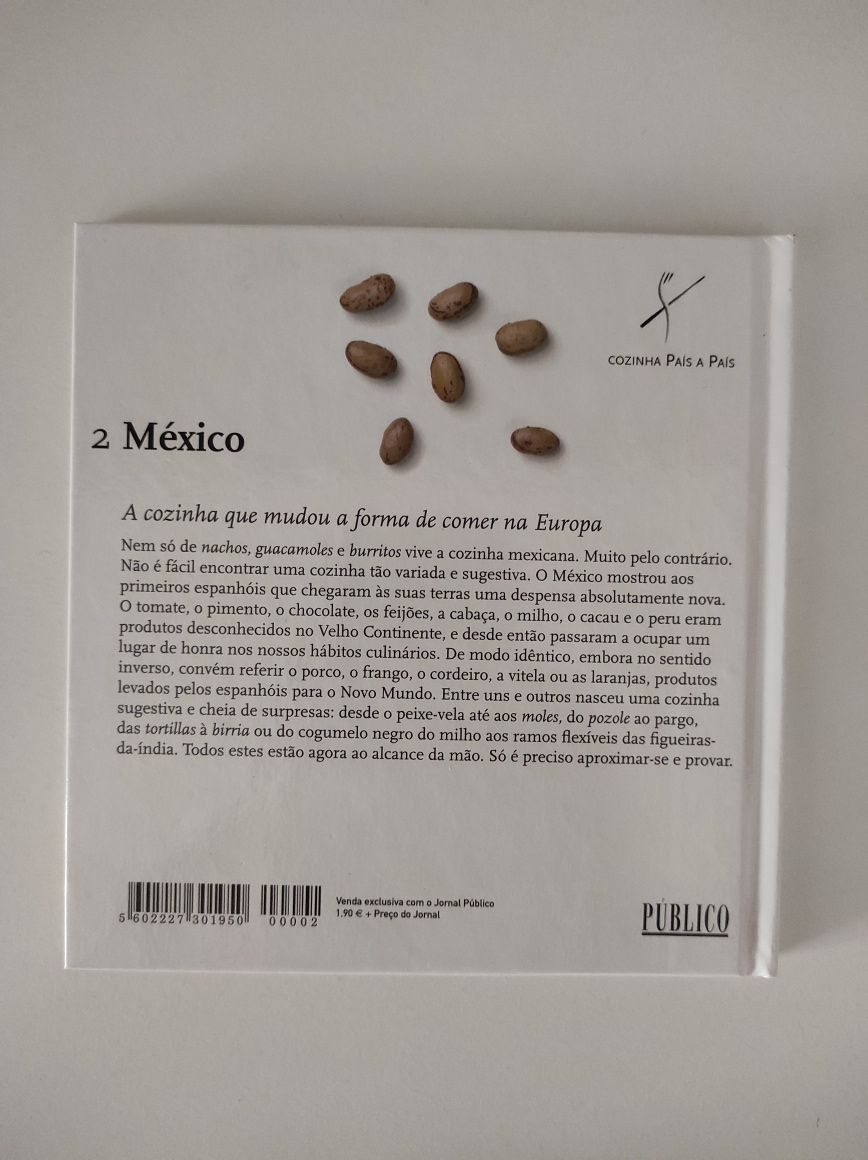 COZINHA PAÍS A PAÍS
2 México
A cozinha que mudou a forma de comer na Europa
Nem só de nachos, guacamoles e burritos vive a cozinha mexicana. Muito pelo contrário.
Não é fácil encontrar uma cozinha tão variada e sugestiva. O México mostrou aos
primeiros espanhóis que chegaram às suas terras uma despensa absolutamente nova.
O tomate, o pimento, o chocolate, os feijões, a cabaça, o milho, o cacau e o peru eram
produtos desconhecidos no Velho Continente, e desde então passaram a ocupar um
lugar de honra nos nossos hábitos culinários. De modo idêntico, embora no sentido
inverso, convém referir o porco, o frango, o cordeiro, a vitela ou as laranjas, produtos
levados pelos espanhóis para o Novo Mundo. Entre uns e outros nasceu uma cozinha
sugestiva e cheia de surpresas: desde o peixe-vela até aos moles, do pozole ao pargo,
das tortillas à birria ou do cogumelo negro do milho aos ramos flexíveis das figueiras-
da-índia. Todos estes estão agora ao alcance da mão. Só é preciso aproximar-se e provar.
5 602227 301950 00002
Venda exclusiva com o Jornal Público
1,90 € + Preço do Jornal
PÚBLICO